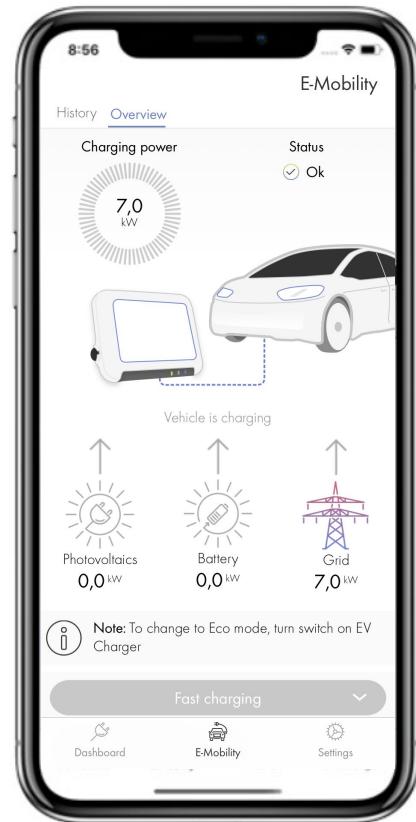 8:56
E-Mobility
History Overview
Charging power Status
Ok
7,0
kW
Vehicle is charging
Photovoltaics Battery Grid
0,0 kW 0,0 kW 7,0 kW
Note: To change to Eco mode, turn switch on EV
Charger
Fast charging
Dashboard E-Mobility Settings